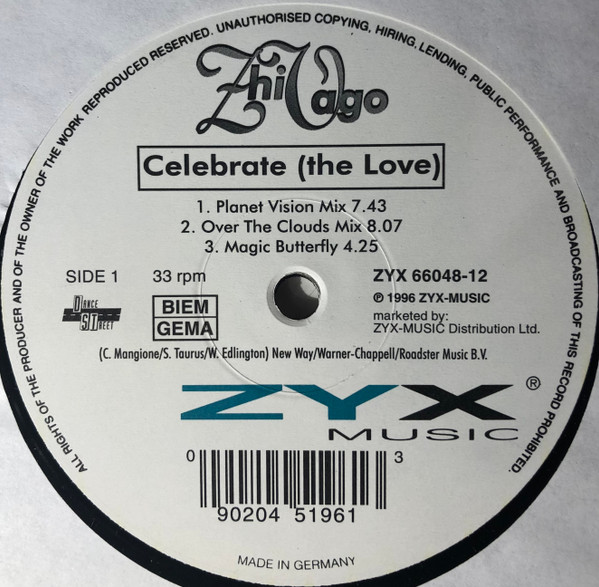 ALL RIGHTS OF THE PRODUCER AND OF THE OWNER OF THE WORK REPRODUCED RESERVED. UNAUTHORISED COPYING, HIRING, LENDING, PUBLIC PERFORMANCE AND BROADCASTING OF THIS RECORD PROHIBITED.
ZhiVago
Celebrate (the Love)
1. Planet Vision Mix 7.43
2. Over The Clouds Mix 8.07
3. Magic Butterfly 4.25
SIDE 1 33 rpm ZYX 66048-12
DANCE STREET
BIEM
GEMA
℗ 1996 ZYX-MUSIC
marketed by:
ZYX-MUSIC Distribution Ltd.
(C. Mangione/S. Taurus/W. Edlington) New Way/Warner-Chappell/Roadster Music B.V.
ZYX®
MUSIC
0 90204 51961 3
MADE IN GERMANY